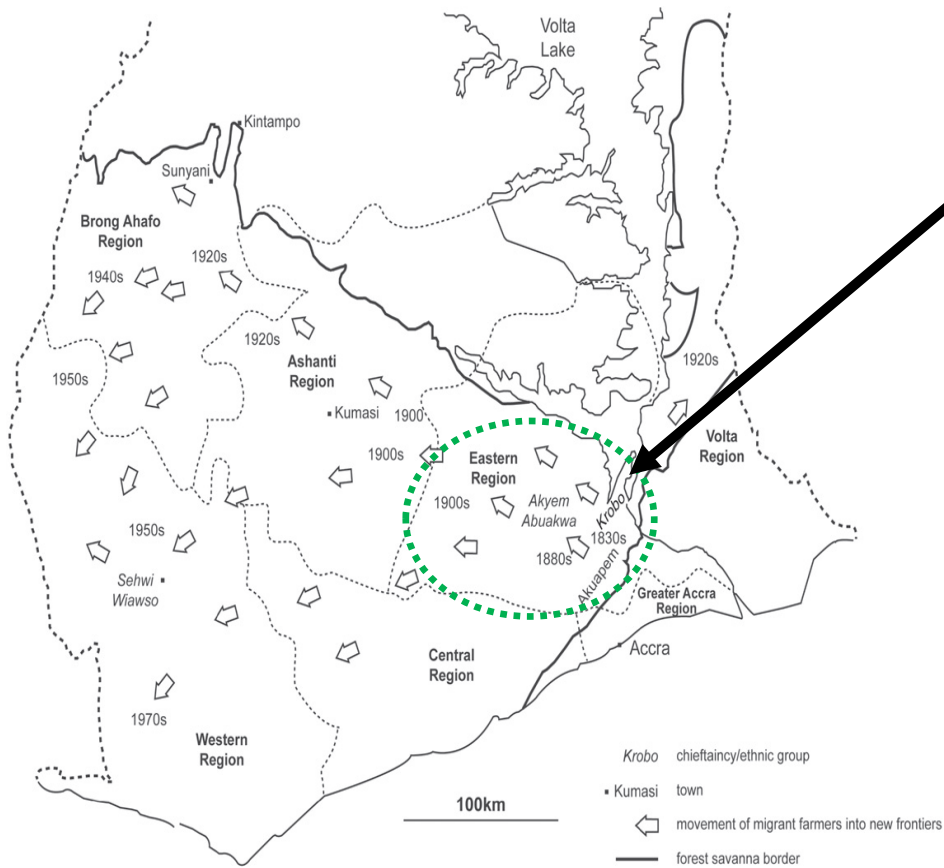 Volta
Lake
Kintampo
Sunyani
Brong Ahafo
Region
1920s
1940s
1920s
Ashanti
Region
1950s
Kumasi
1900
1920s
Volta
Region
1900s
Eastern
Region
1900s
Akyem
Abuakwa
Krobo
1830s
1880s
Akuapem
1950s
Sehwi
Wiawso
Greater Accra
Region
Accra
Central
Region
1970s
Western
Region
100km
Krobo chieftaincy/ethnic group
Kumasi town
movement of migrant farmers into new frontiers
forest savanna border